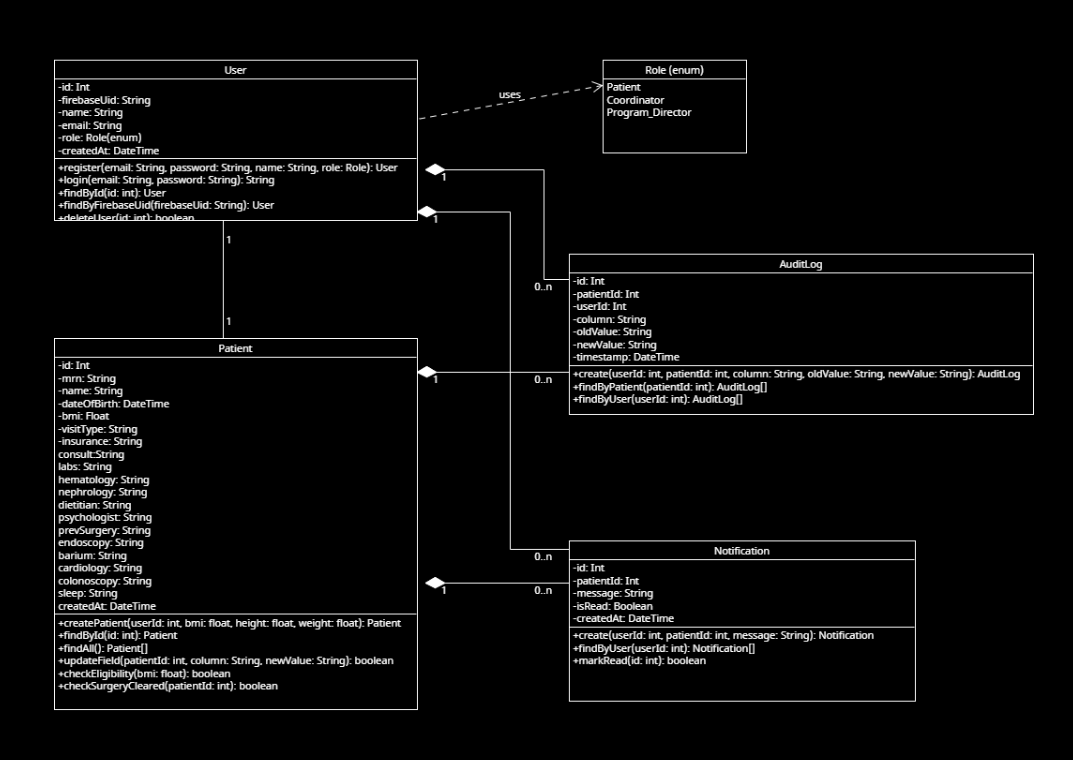 User
-id: Int
-firebaseUid: String
-name: String
-email: String
-role: Role(enum)
-createdAt: DateTime
+register(email: String, password: String, name: String, role: Role): User
+login(email: String, password: String): String
+findById(id: int): User
+findByFirebaseUid(firebaseUid: String): User
+deleteUser(id: int): boolean
uses
Role (enum)
Patient
Coordinator
Program_Director
1
1
1
1
0..n
AuditLog
-id: Int
-patientId: Int
-userId: Int
-column: String
-oldValue: String
-newValue: String
-timestamp: DateTime
+create(userId: int, patientId: int, column: String, oldValue: String, newValue: String): AuditLog
+findByPatient(patientId: int): AuditLog[]
+findByUser(userId: int): AuditLog[]
Patient
-id: Int
-mrn: String
-name: String
-dateOfBirth: DateTime
-bmi: Float
-visitType: String
-insurance: String
consult:String
labs: String
hematology: String
nephrology: String
dietitian: String
psychologist: String
prevSurgery: String
endoscopy: String
barium: String
cardiology: String
colonoscopy: String
sleep: String
createdAt: DateTime
+createPatient(userId: int, bmi: float, height: float, weight: float): Patient
+findById(id: int): Patient
+findAll(): Patient[]
+updateField(patientId: int, column: String, newValue: String): boolean
+checkEligibility(bmi: float): boolean
+checkSurgeryCleared(patientId: int): boolean
1
0..n
0..n
1
0..n
Notification
-id: Int
-patientId: Int
-message: String
-isRead: Boolean
-createdAt: DateTime
+create(userId: int, patientId: int, message: String): Notification
+findByUser(userId: int): Notification[]
+markRead(id: int): boolean